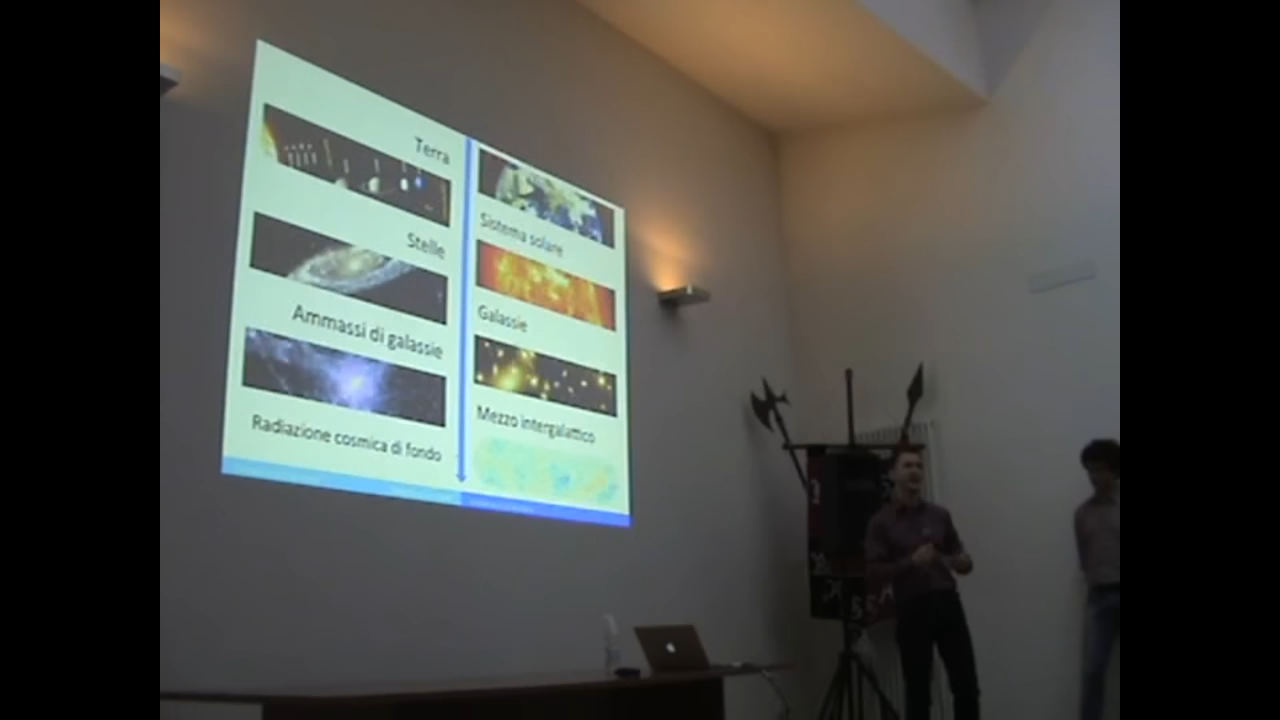 Terra
Sistema solare
Stelle
Galassie
Ammassi di galassie
Mezzo intergalattico
Radiazione cosmica di fondo